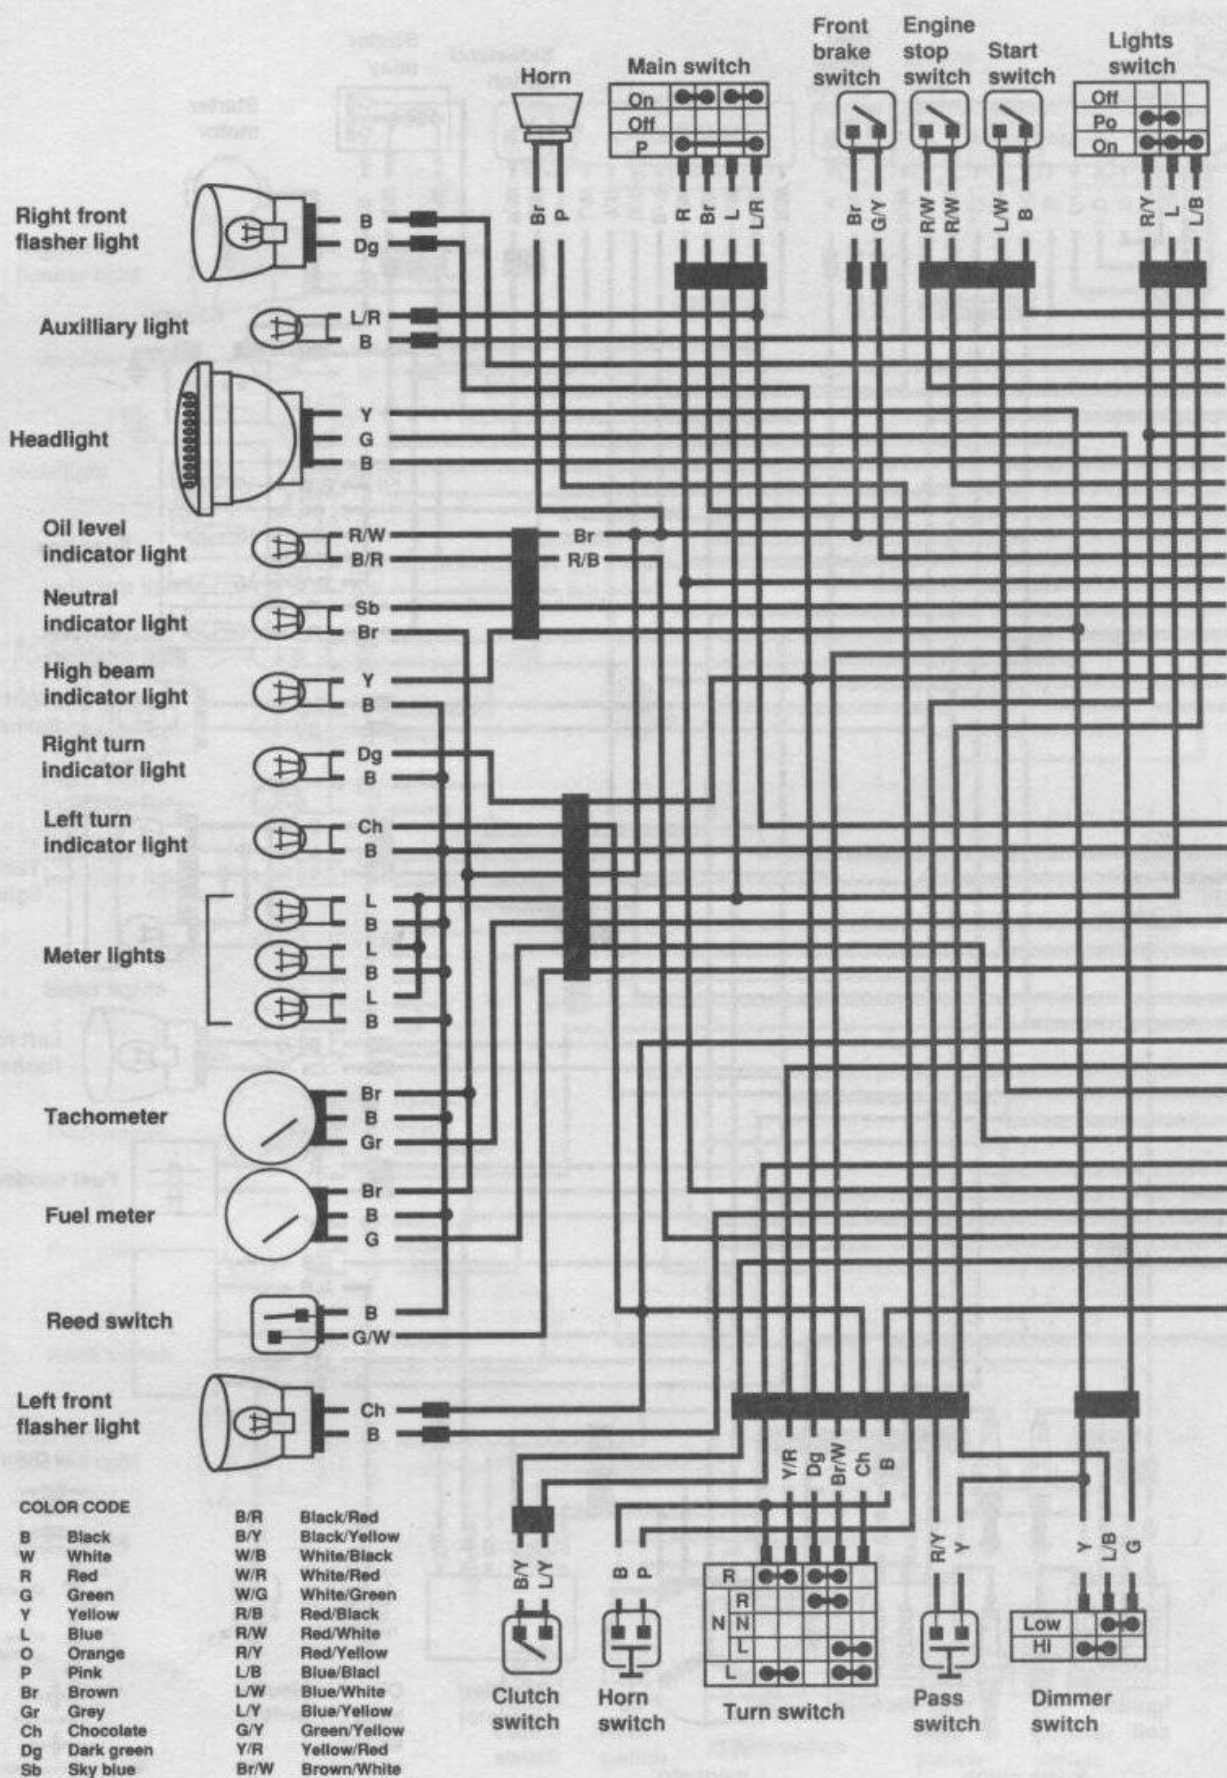 Front
brake
switch
Engine
stop
switch
Start
switch
Lights
switch
Horn
Main switch
On
Off
P
Off
Po
On
Br
P
R
Br
L
L/R
Br
G/Y
R/W
R/W
L/W
B
R/Y
L
L/B
Right front
flasher light
B
Dg
Auxilliary light
L/R
B
Headlight
Y
G
B
Oil level
indicator light
R/W
B/R
Br
R/B
Neutral
indicator light
Sb
Br
High beam
indicator light
Y
B
Right turn
indicator light
Dg
B
Left turn
indicator light
Ch
B
Meter lights
L
B
L
B
L
B
Tachometer
Br
B
Gr
Fuel meter
Br
B
G
Reed switch
B
G/W
Left front
flasher light
Ch
B
Y/R
Dg
Br/W
Ch
B
B/Y
L/Y
B
P
R/Y
Y
Y
L/B
G
R
R
N N
L
L
Low
Hi
Clutch
switch
Horn
switch
Turn switch
Pass
switch
Dimmer
switch
COLOR CODE
B Black
W White
R Red
G Green
Y Yellow
L Blue
O Orange
P Pink
Br Brown
Gr Grey
Ch Chocolate
Dg Dark green
Sb Sky blue
B/R Black/Red
B/Y Black/Yellow
W/B White/Black
W/R White/Red
W/G White/Green
R/B Red/Black
R/W Red/White
R/Y Red/Yellow
L/B Blue/Blacl
L/W Blue/White
L/Y Blue/Yellow
G/Y Green/Yellow
Y/R Yellow/Red
Br/W Brown/White